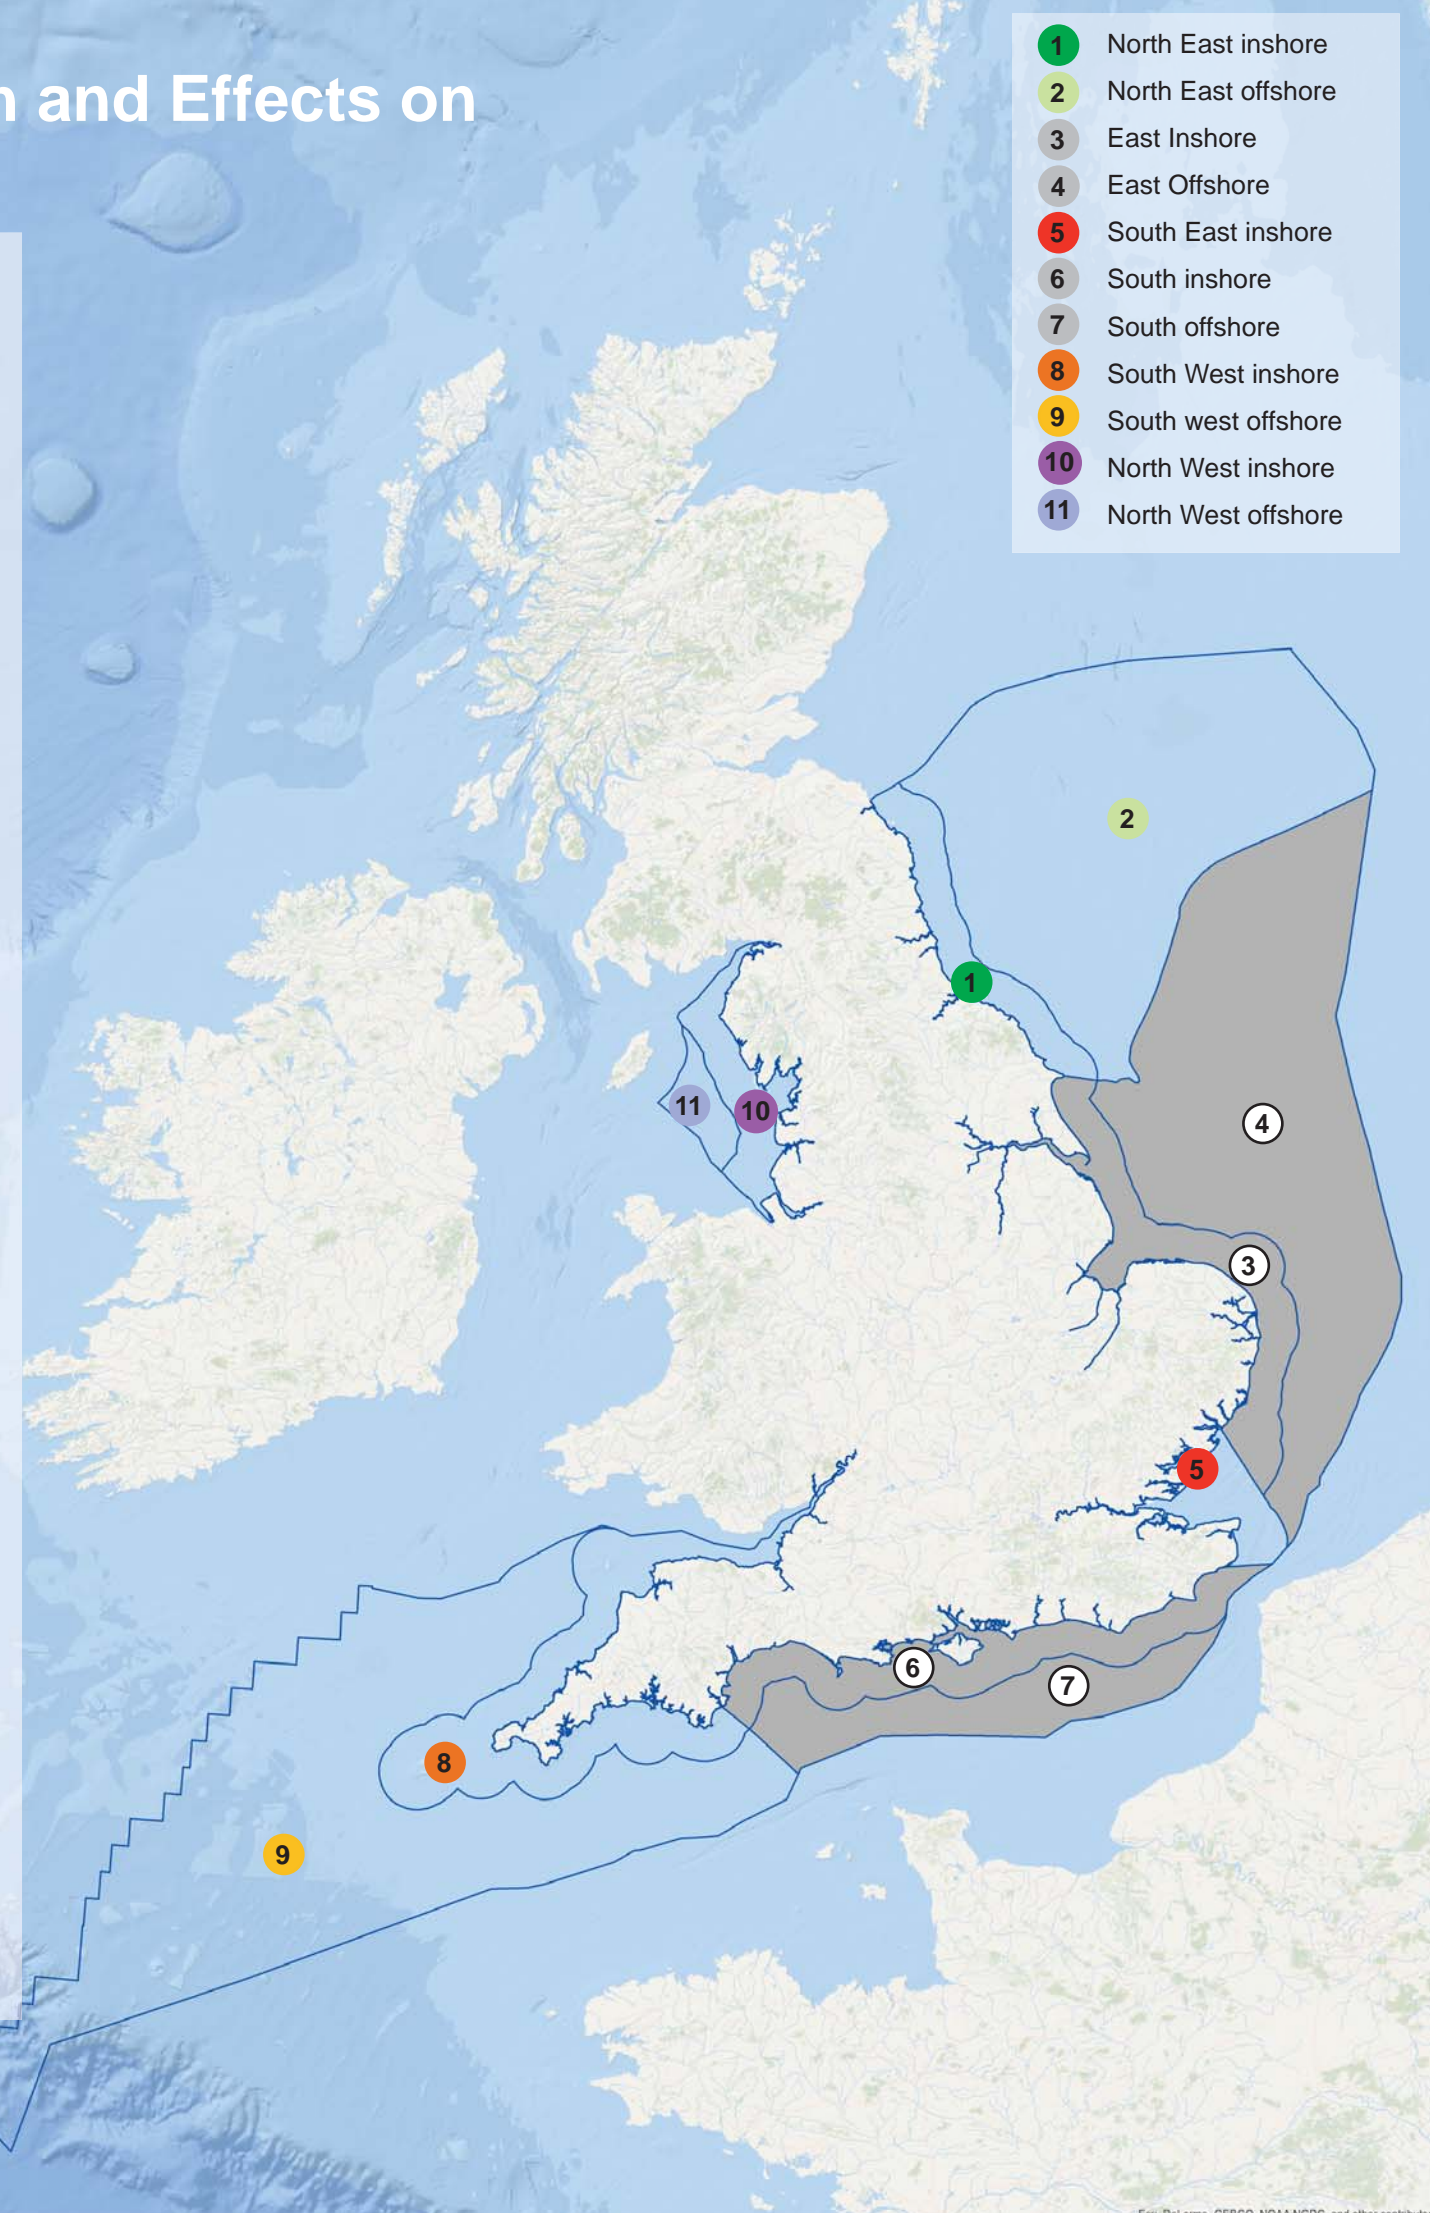 n and Effects on
1 North East inshore
2 North East offshore
3 East Inshore
4 East Offshore
5 South East inshore
6 South inshore
7 South offshore
8 South West inshore
9 South west offshore
10 North West inshore
11 North West offshore
2
1
11
10
4
3
5
6
7
8
9